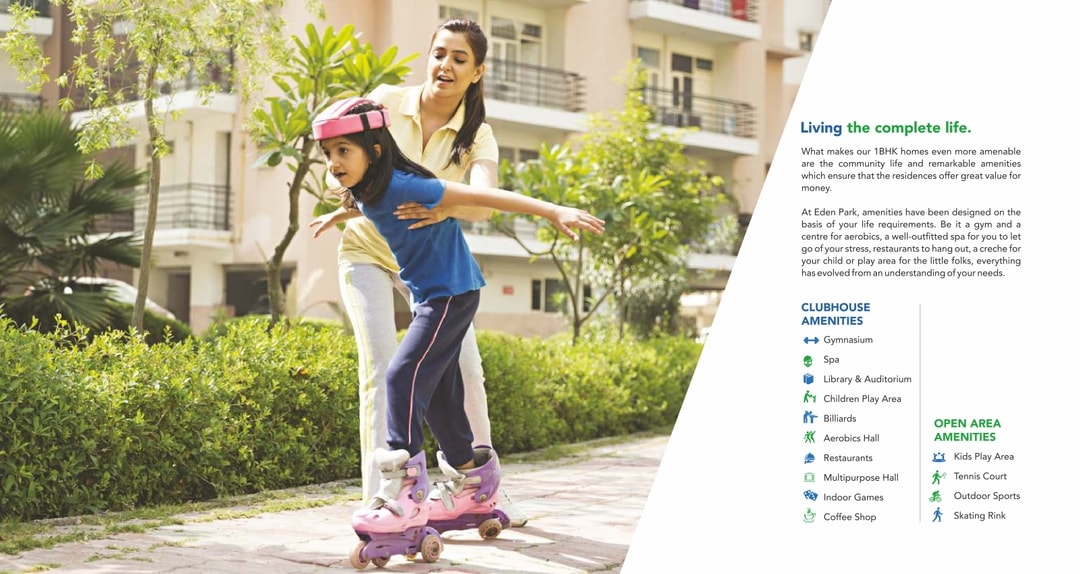 Living the complete life.
What makes our 1BHK homes even more amenable
are the community life and remarkable amenities
which ensure that the residences offer great value for
money.
At Eden Park, amenities have been designed on the
basis of your life requirements. Be it a gym and a
centre for aerobics, a well-outfitted spa for you to let
go of your stress, restaurants to hang out, a creche for
your child or play area for the little folks, everything
has evolved from an understanding of your needs.
CLUBHOUSE
AMENITIES
Gymnasium
Spa
Library & Auditorium
Children Play Area
Billiards
Aerobics Hall
Restaurants
Multipurpose Hall
Indoor Games
Coffee Shop
OPEN AREA
AMENITIES
Kids Play Area
Tennis Court
Outdoor Sports
Skating Rink